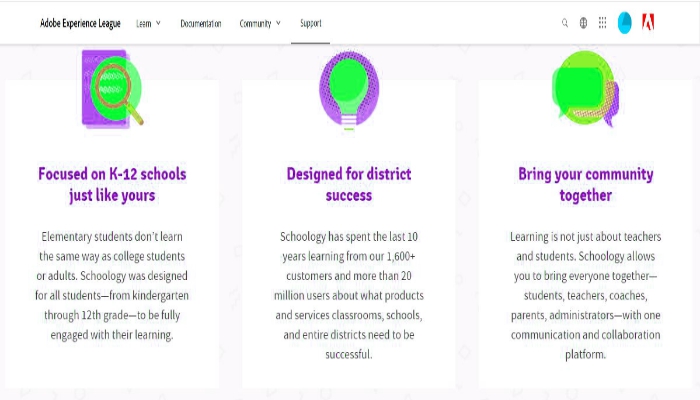 Adobe Experience League Learn Documentation Community Support
Focused on K-12 schools
just like yours
Elementary students don't learn
the same way as college students
or adults. Schoology was designed
for all students—from kindergarten
through 12th grade—to be fully
engaged with their learning.
Designed for district
success
Schoology has spent the last 10
years learning from our 1,600+
customers and more than 20
million users about what products
and services classrooms, schools,
and entire districts need to be
successful.
Bring your community
together
Learning is not just about teachers
and students. Schoology allows
you to bring everyone together—
students, teachers, coaches,
parents, administrators—with one
communication and collaboration
platform.